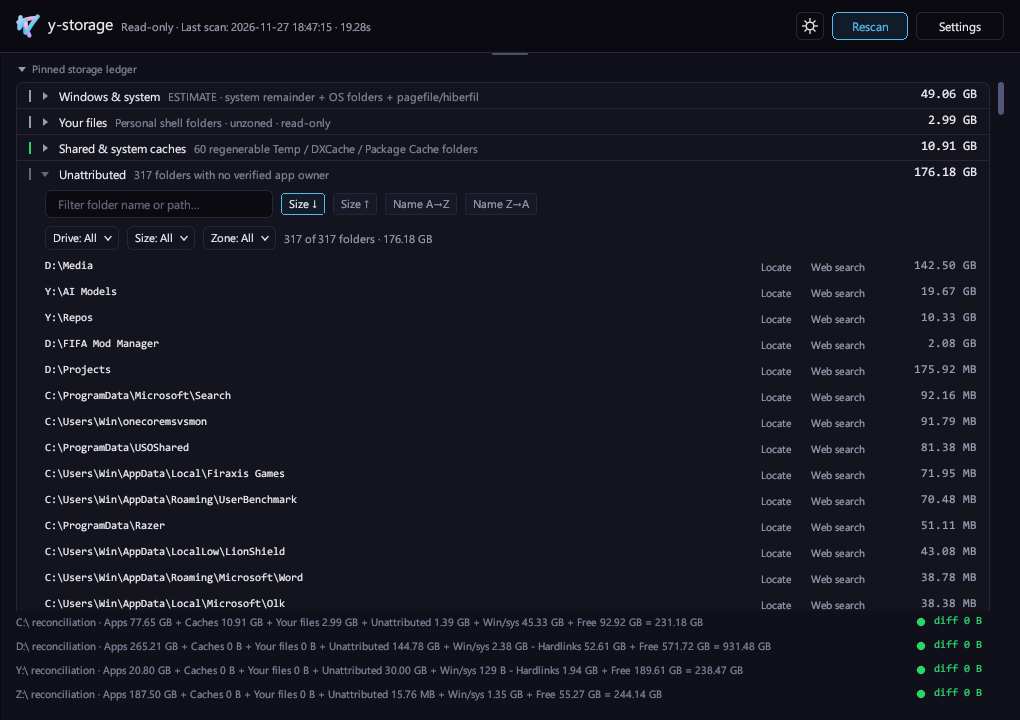 y-storage Read-only · Last scan: 2026-11-27 18:47:15 · 19.28s Rescan Settings
Pinned storage ledger
Windows & system ESTIMATE · system remainder + OS folders + pagefile/hiberfil 49.06 GB
Your files Personal shell folders · unzoned · read-only 2.99 GB
Shared & system caches 60 regenerable Temp / DXCache / Package Cache folders 10.91 GB
Unattributed 317 folders with no verified app owner 176.18 GB
Filter folder name or path... Size ↓ Size ↑ Name A→Z Name Z→A
Drive: All Size: All Zone: All 317 of 317 folders · 176.18 GB
D:\Media Locate Web search 142.50 GB
Y:\AI Models Locate Web search 19.67 GB
Y:\Repos Locate Web search 10.33 GB
D:\FIFA Mod Manager Locate Web search 2.08 GB
D:\Projects Locate Web search 175.92 MB
C:\ProgramData\Microsoft\Search Locate Web search 92.16 MB
C:\Users\Win\onecoremsvsmon Locate Web search 91.79 MB
C:\ProgramData\USOShared Locate Web search 81.38 MB
C:\Users\Win\AppData\Local\Firaxis Games Locate Web search 71.95 MB
C:\Users\Win\AppData\Roaming\UserBenchmark Locate Web search 70.48 MB
C:\ProgramData\Razer Locate Web search 51.11 MB
C:\Users\Win\AppData\LocalLow\LionShield Locate Web search 43.08 MB
C:\Users\Win\AppData\Roaming\Microsoft\Word Locate Web search 38.78 MB
C:\Users\Win\AppData\Local\Microsoft\Olk Locate Web search 38.38 MB
C:\ reconciliation · Apps 77.65 GB + Caches 10.91 GB + Your files 2.99 GB + Unattributed 1.39 GB + Win/sys 45.33 GB + Free 92.92 GB = 231.18 GB diff 0 B
D:\ reconciliation · Apps 265.21 GB + Caches 0 B + Your files 0 B + Unattributed 144.78 GB + Win/sys 2.38 GB - Hardlinks 52.61 GB + Free 571.72 GB = 931.48 GB diff 0 B
Y:\ reconciliation · Apps 20.80 GB + Caches 0 B + Your files 0 B + Unattributed 30.00 GB + Win/sys 129 B - Hardlinks 1.94 GB + Free 189.61 GB = 238.47 GB diff 0 B
Z:\ reconciliation · Apps 187.50 GB + Caches 0 B + Your files 0 B + Unattributed 15.76 MB + Win/sys 1.35 GB + Free 55.27 GB = 244.14 GB diff 0 B